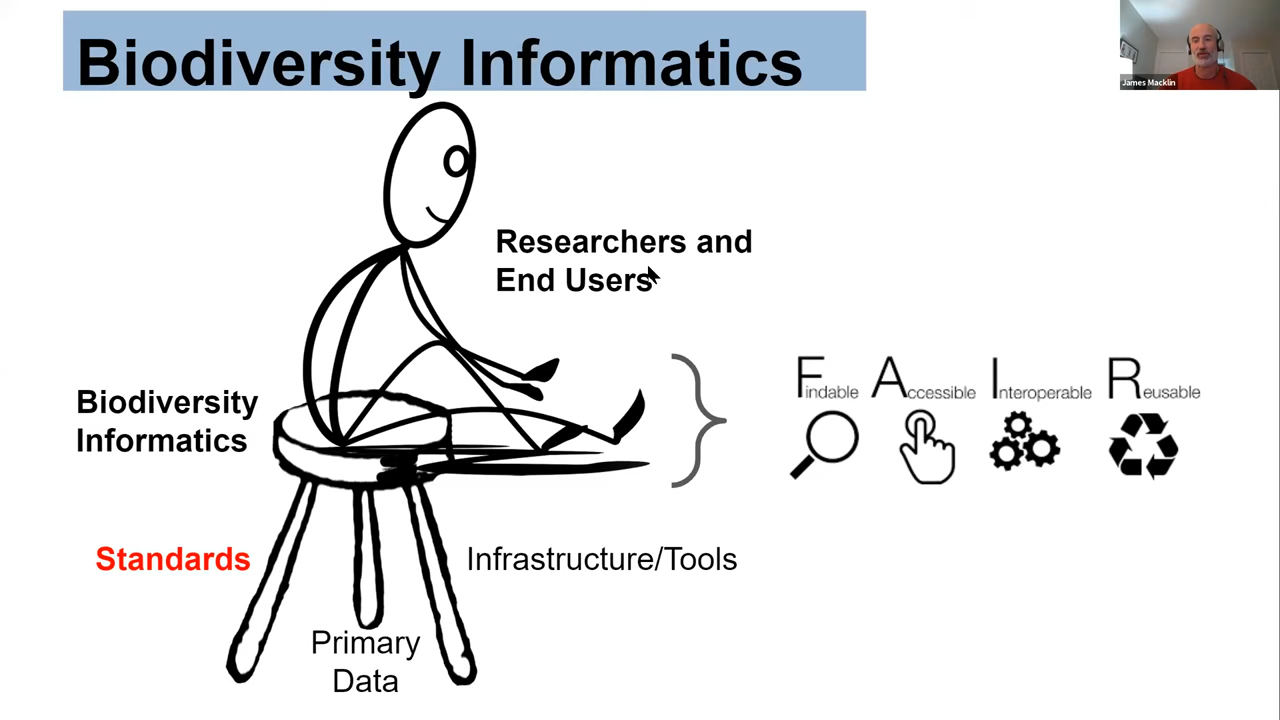 Biodiversity Informatics
James Macklin
Researchers and
End Users
Biodiversity
Informatics
Findable Accessible Interoperable Reusable
Standards
Infrastructure/Tools
Primary
Data